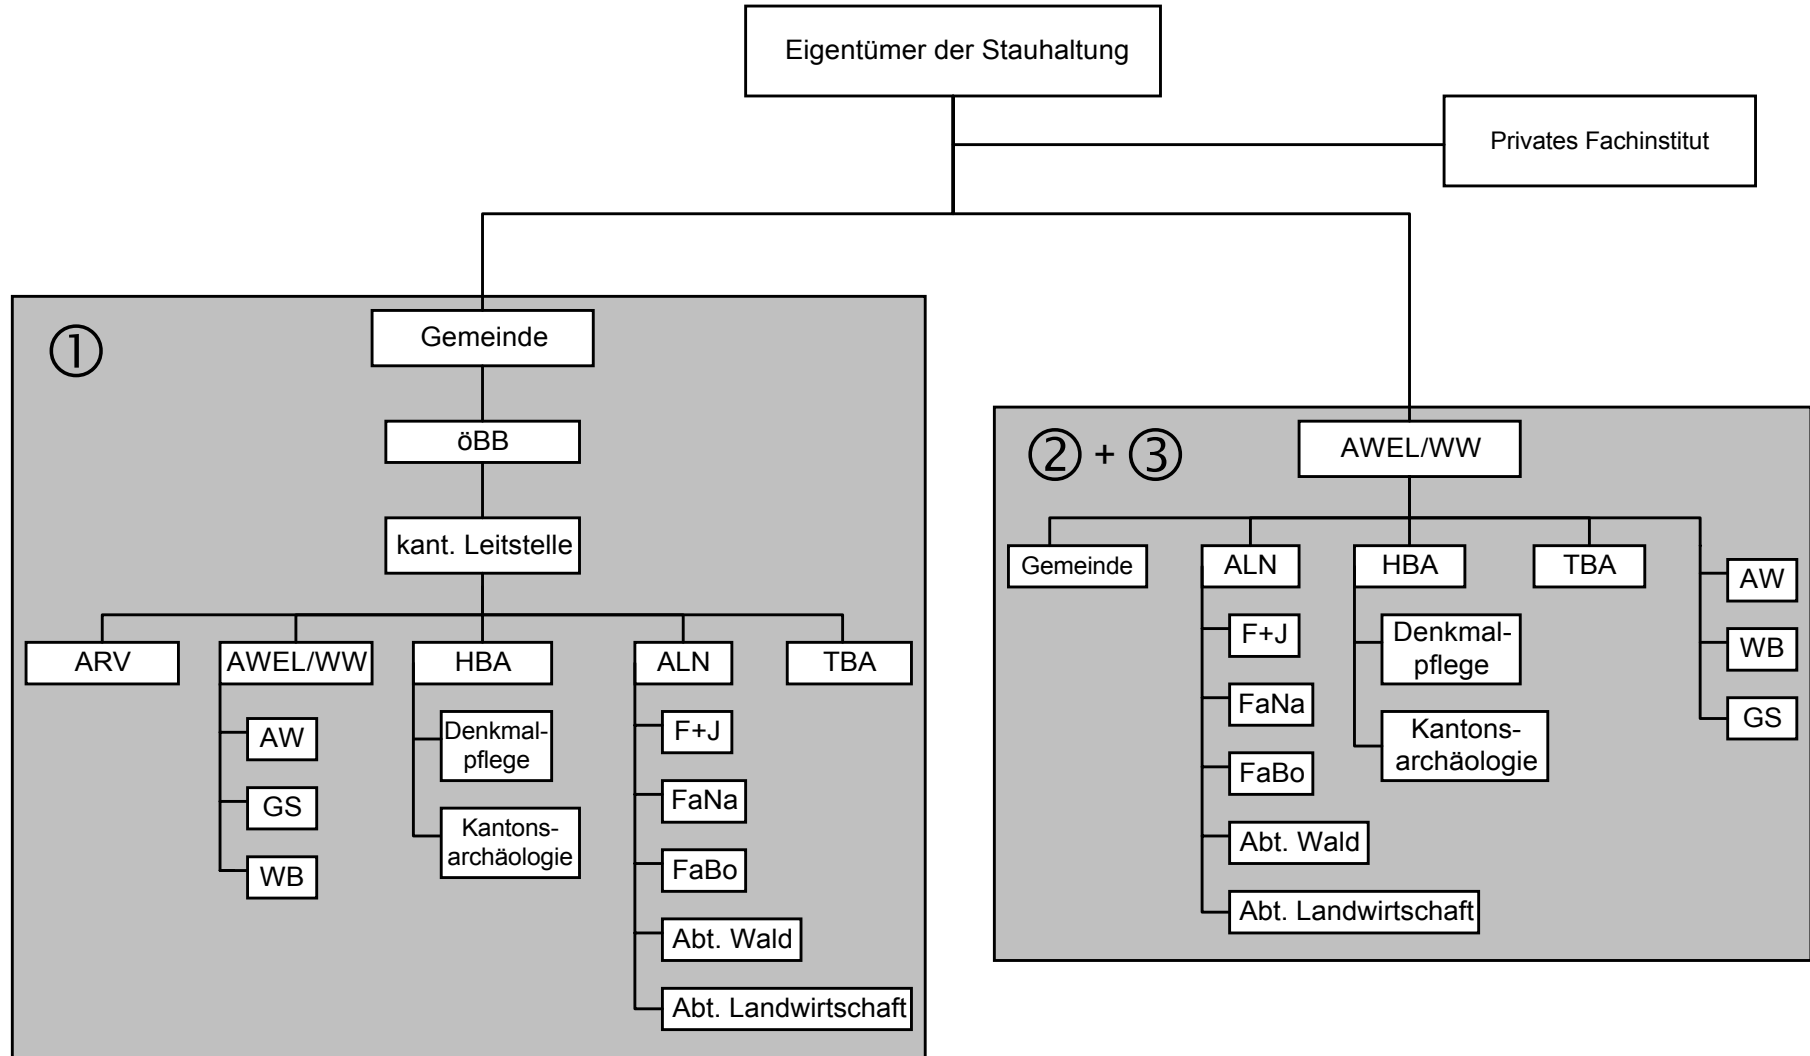 Eigentümer der Stauhaltung
Privates Fachinstitut
①
Gemeinde
öBB
kant. Leitstelle
ARV
AWEL/WW
HBA
ALN
TBA
AW
GS
WB
Denkmal-
pflege
Kantons-
archäologie
F+J
FaNa
FaBo
Abt. Wald
Abt. Landwirtschaft
② + ③
AWEL/WW
Gemeinde
ALN
HBA
TBA
F+J
FaNa
FaBo
Abt. Wald
Abt. Landwirtschaft
Denkmal-
pflege
Kantons-
archäologie
AW
WB
GS